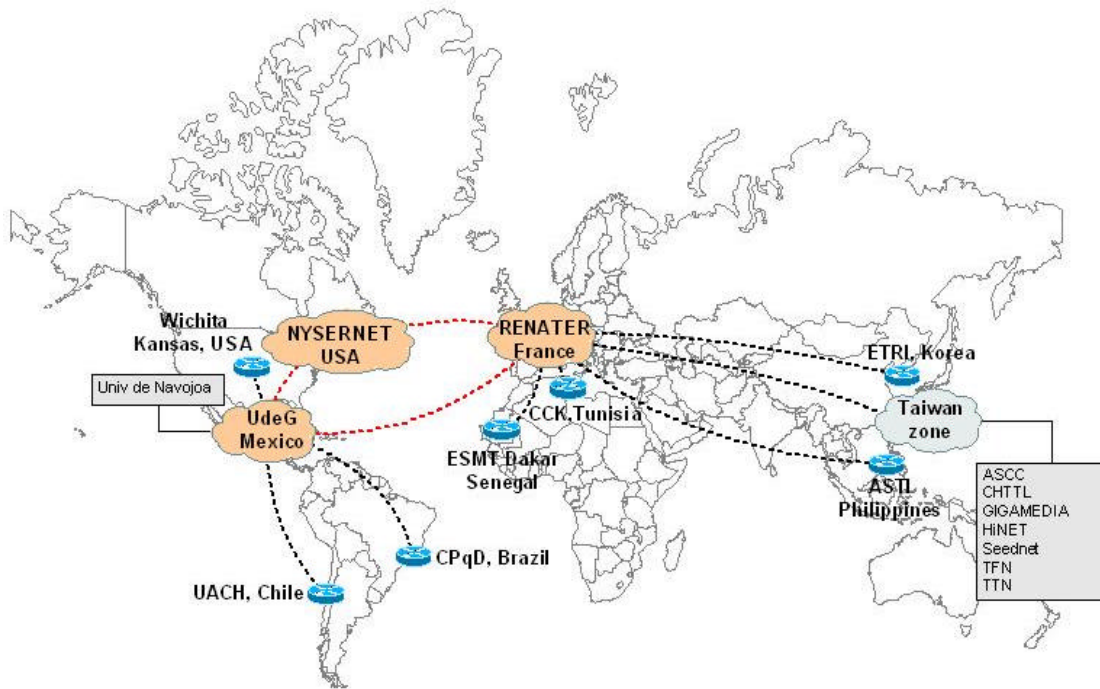 Wichita
Kansas, USA
NYSERNET
USA
RENATER
France
ETRI, Korea
Univ de Navojoa
UdeG
Mexico
CCK,Tunisia
Taiwan
zone
ESMT Dakar
Senegal
ASTI,
Philippines
ASCC
CHTTL
GIGAMEDIA
HiNET
Seednet
TFN
TTN
CPqD, Brazil
UACH, Chile